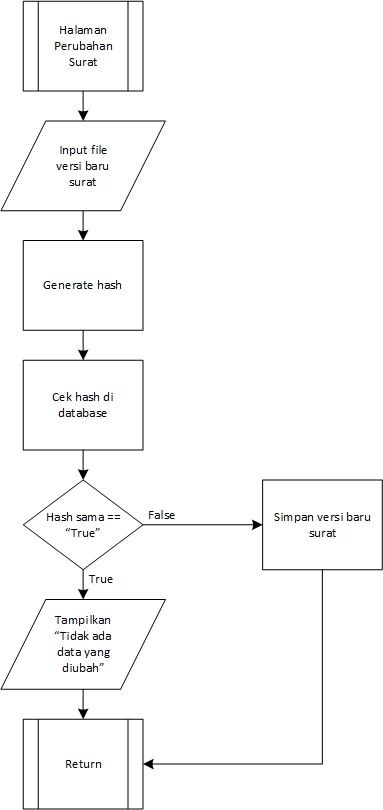 Halaman
Perubahan
Surat
Input file
versi baru
surat
Generate hash
Cek hash di
database
Hash sama ==
“True”
False
Simpan versi baru
surat
True
Tampilkan
“Tidak ada
data yang
diubah”
Return